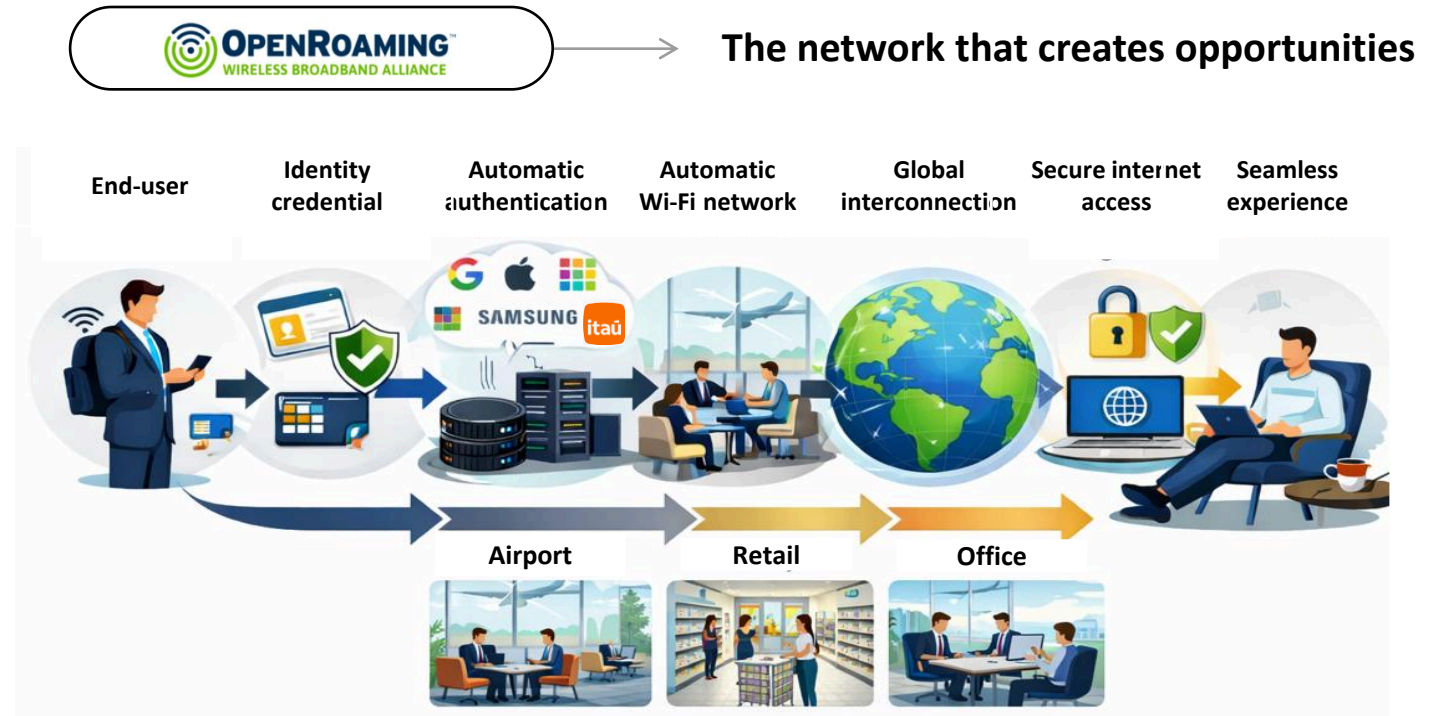 OPENROAMING™
WIRELESS BROADBAND ALLIANCE
The network that creates opportunities
End-user
Identity
credential
Automatic
authentication
Automatic
Wi-Fi network
Global
interconnection
Secure internet
access
Seamless
experience
G
SAMSUNG
itaú
Airport
Retail
Office